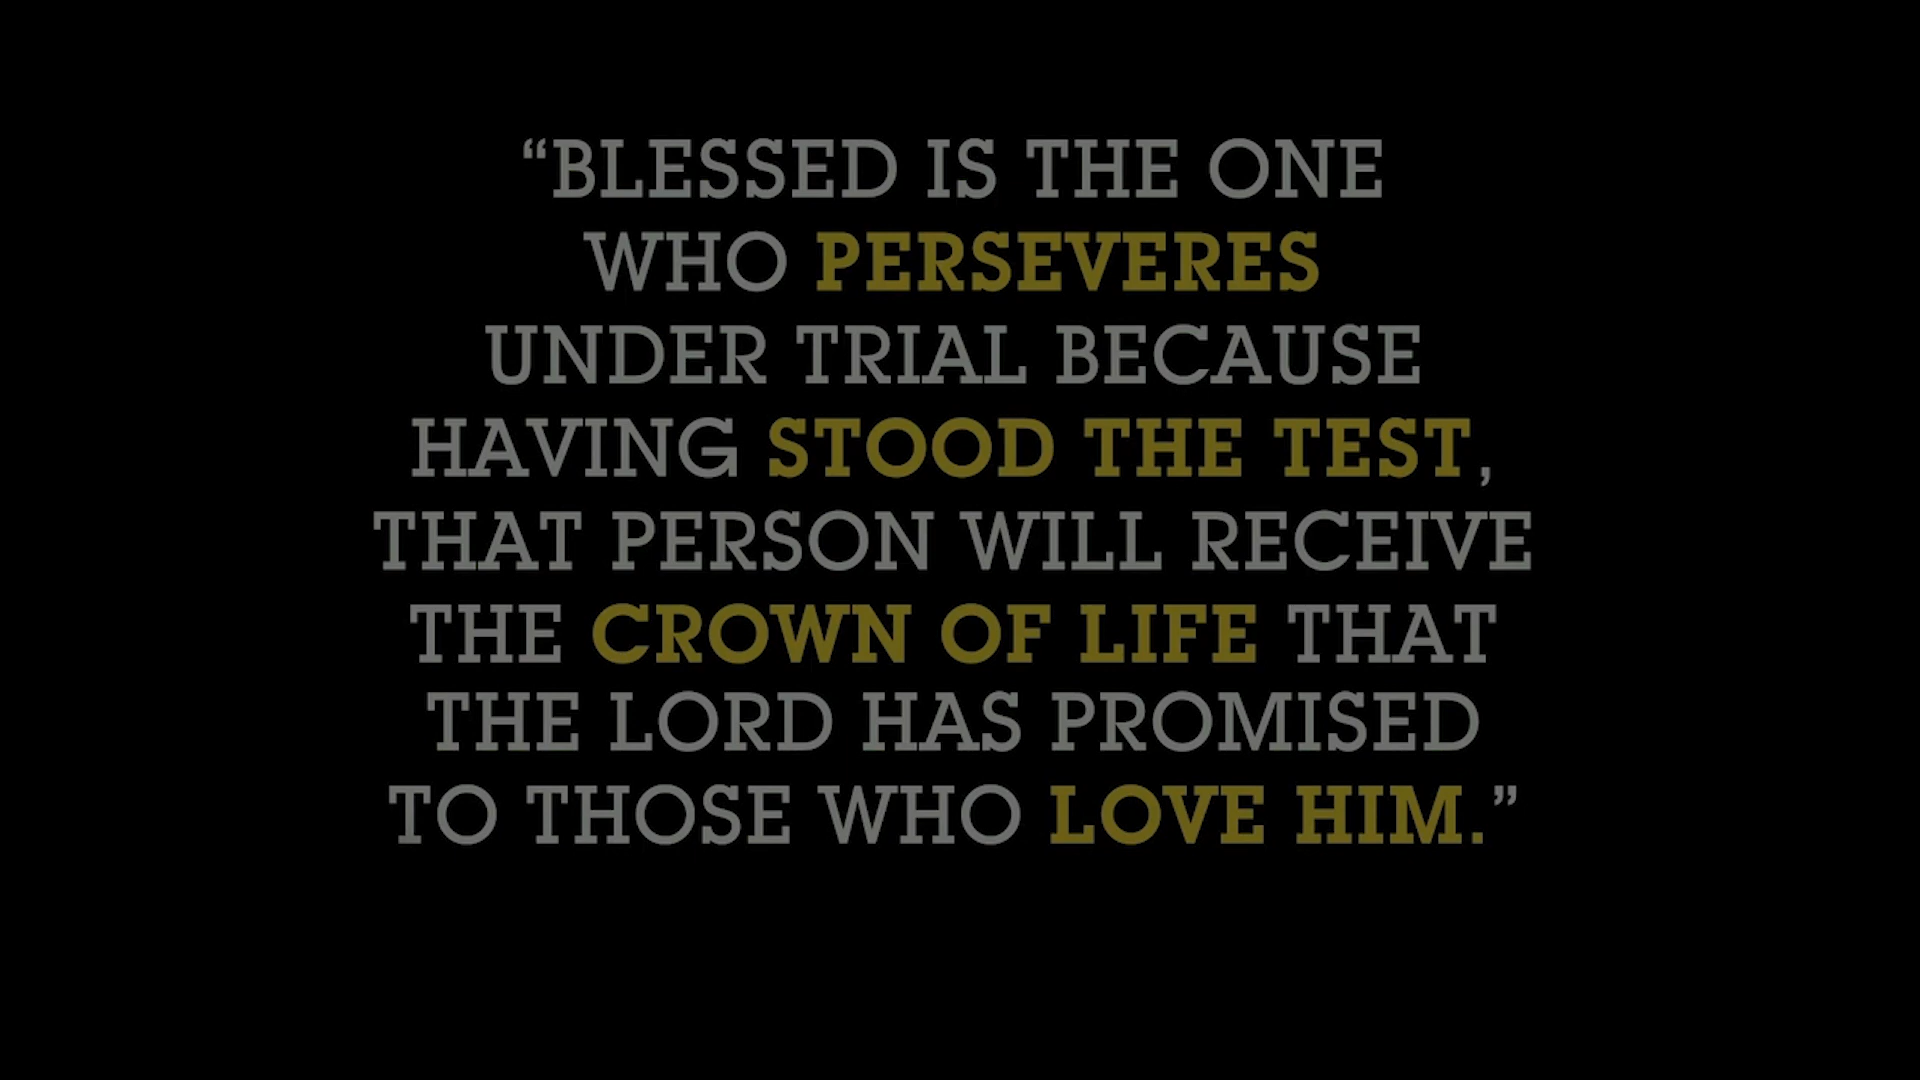 “BLESSED IS THE ONE
WHO PERSEVERES
UNDER TRIAL BECAUSE
HAVING STOOD THE TEST,
THAT PERSON WILL RECEIVE
THE CROWN OF LIFE THAT
THE LORD HAS PROMISED
TO THOSE WHO LOVE HIM.”